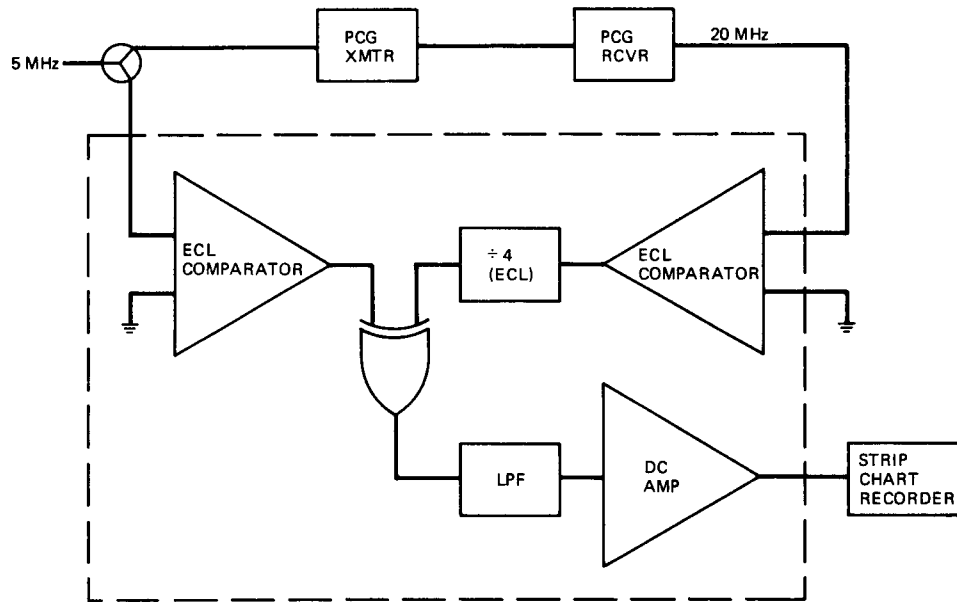 PCG
XMTR
PCG
RCVR
20 MHz
5 MHz
ECL
COMPARATOR
÷ 4
(ECL)
ECL
COMPARATOR
LPF
DC
AMP
STRIP
CHART
RECORDER